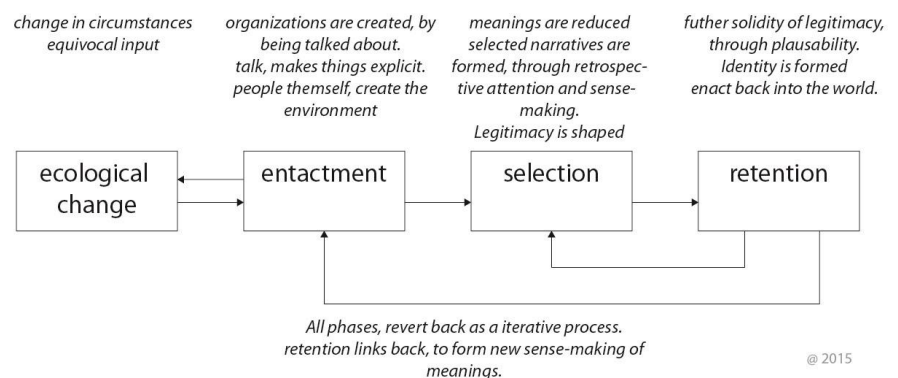 change in circumstances
equivocal input
organizations are created, by
being talked about.
talk, makes things explicit.
people themself, create the
environment
meanings are reduced
selected narratives are
formed, through retrospec-
tive attention and sense-
making.
Legitimacy is shaped
futher solidity of legitimacy,
through plausability.
Identity is formed
enact back into the world.
ecological
change
entactment
selection
retention
All phases, revert back as a iterative process.
retention links back, to form new sense-making of
meanings.
@ 2015